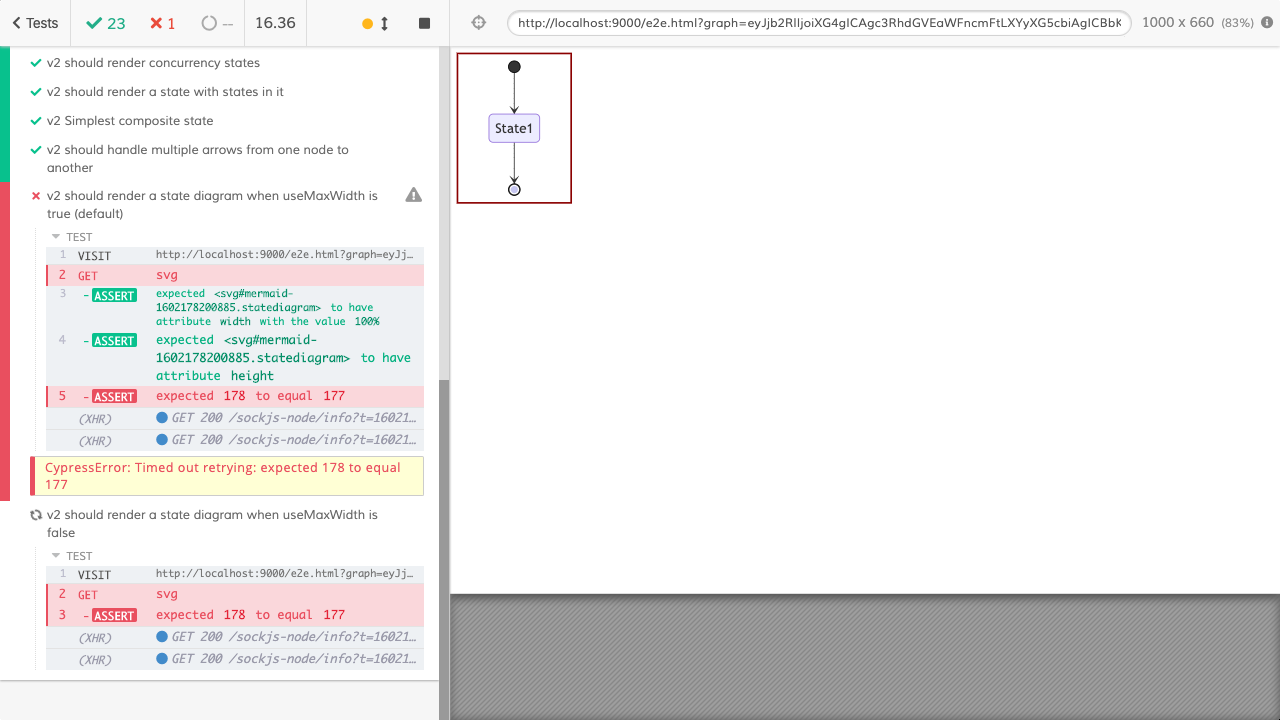 Tests
23
1
--
16.36
http://localhost:9000/e2e.html?graph=eyJjb2RlIjoiXG4gICAgc3RhdGVEaWFncmFtLXYyXG5cbiAgICBbK
1000 x 660 (83%)
v2 should render concurrency states
v2 should render a state with states in it
v2 Simplest composite state
v2 should handle multiple arrows from one node to
another
v2 should render a state diagram when useMaxWidth is
true (default)
TEST
1 VISIT http://localhost:9000/e2e.html?graph=eyJj…
2 GET svg
3 -ASSERT expected <svg#mermaid-
1602178200885.statediagram> to have
attribute width with the value 100%
4 -ASSERT expected <svg#mermaid-
1602178200885.statediagram> to have
attribute height
5 -ASSERT expected 178 to equal 177
(XHR) GET 200 /sockjs-node/info?t=16021…
(XHR) GET 200 /sockjs-node/info?t=16021…
CypressError: Timed out retrying: expected 178 to equal
177
v2 should render a state diagram when useMaxWidth is
false
TEST
1 VISIT http://localhost:9000/e2e.html?graph=eyJj…
2 GET svg
3 -ASSERT expected 178 to equal 177
(XHR) GET 200 /sockjs-node/info?t=16021…
(XHR) GET 200 /sockjs-node/info?t=16021…
State1